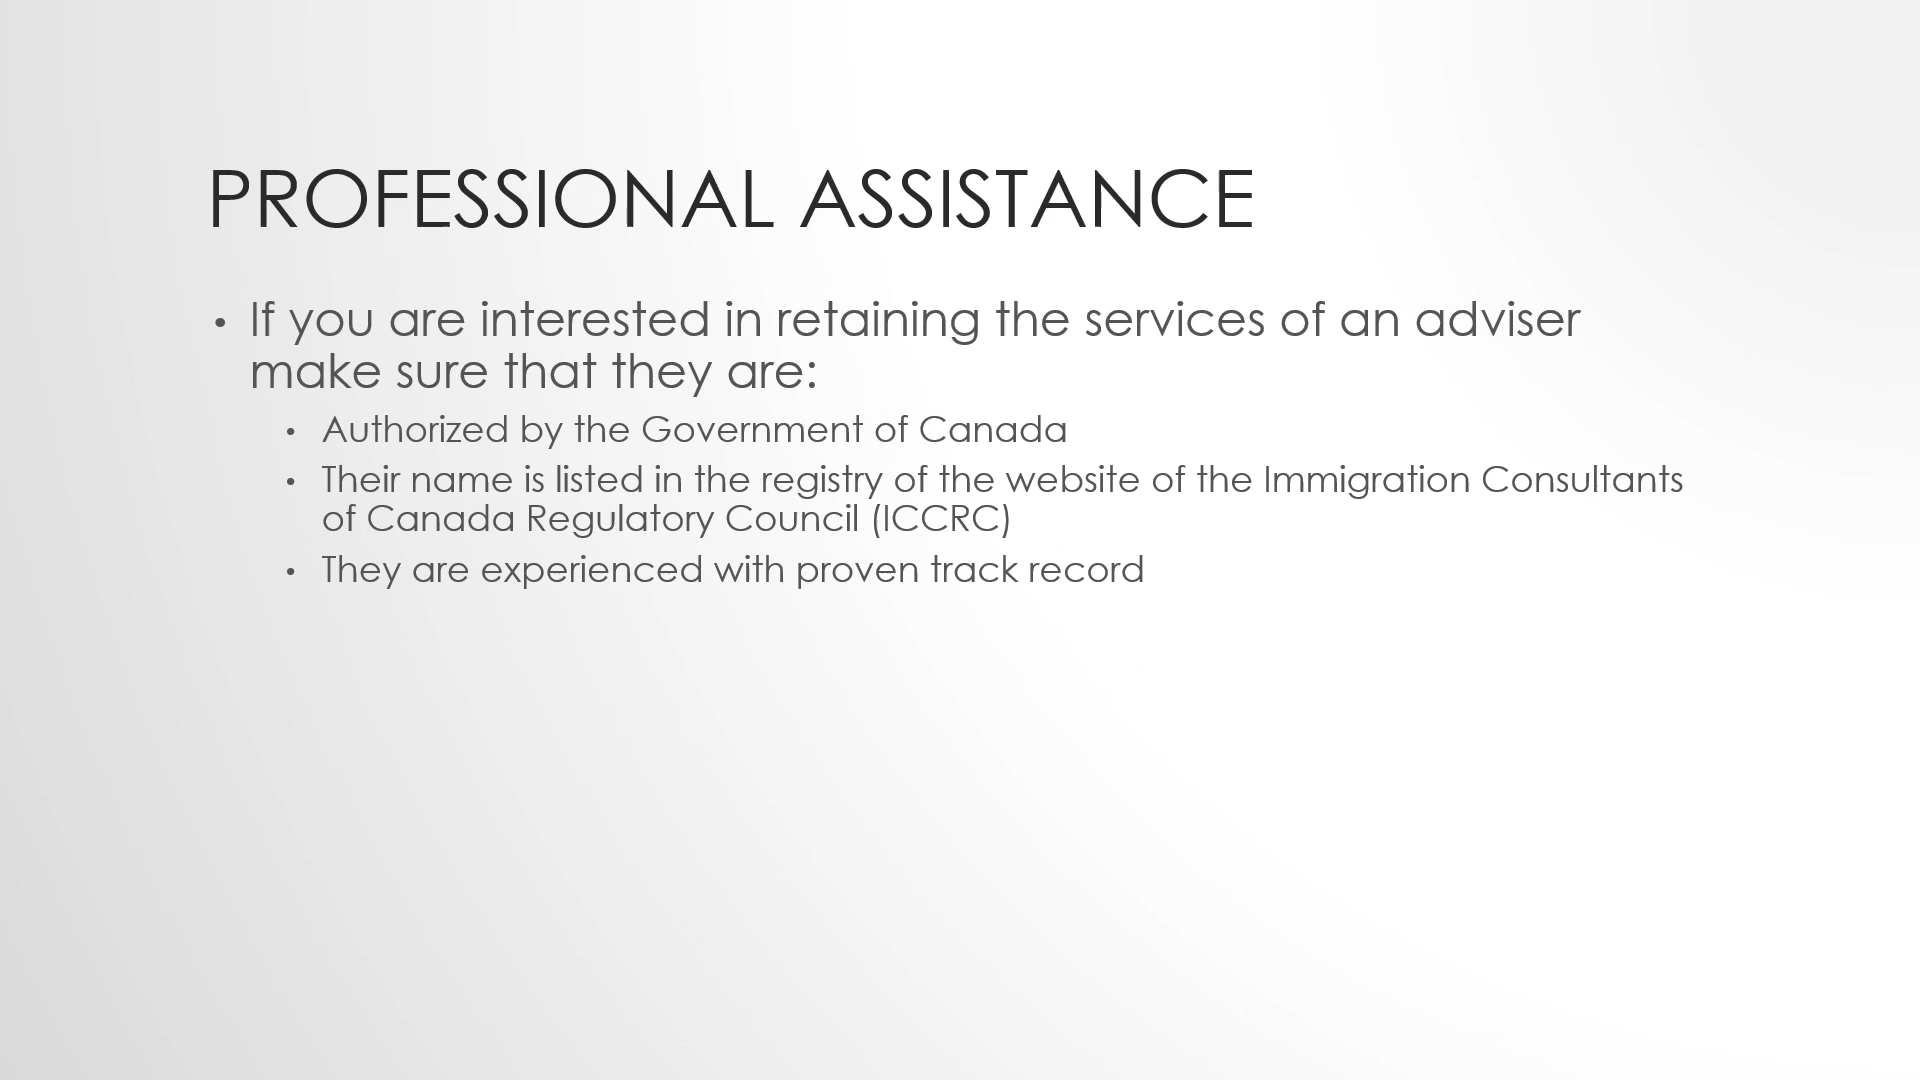 PROFESSIONAL ASSISTANCE
• If you are interested in retaining the services of an adviser
make sure that they are:
• Authorized by the Government of Canada
• Their name is listed in the registry of the website of the Immigration Consultants
of Canada Regulatory Council (ICCRC)
• They are experienced with proven track record